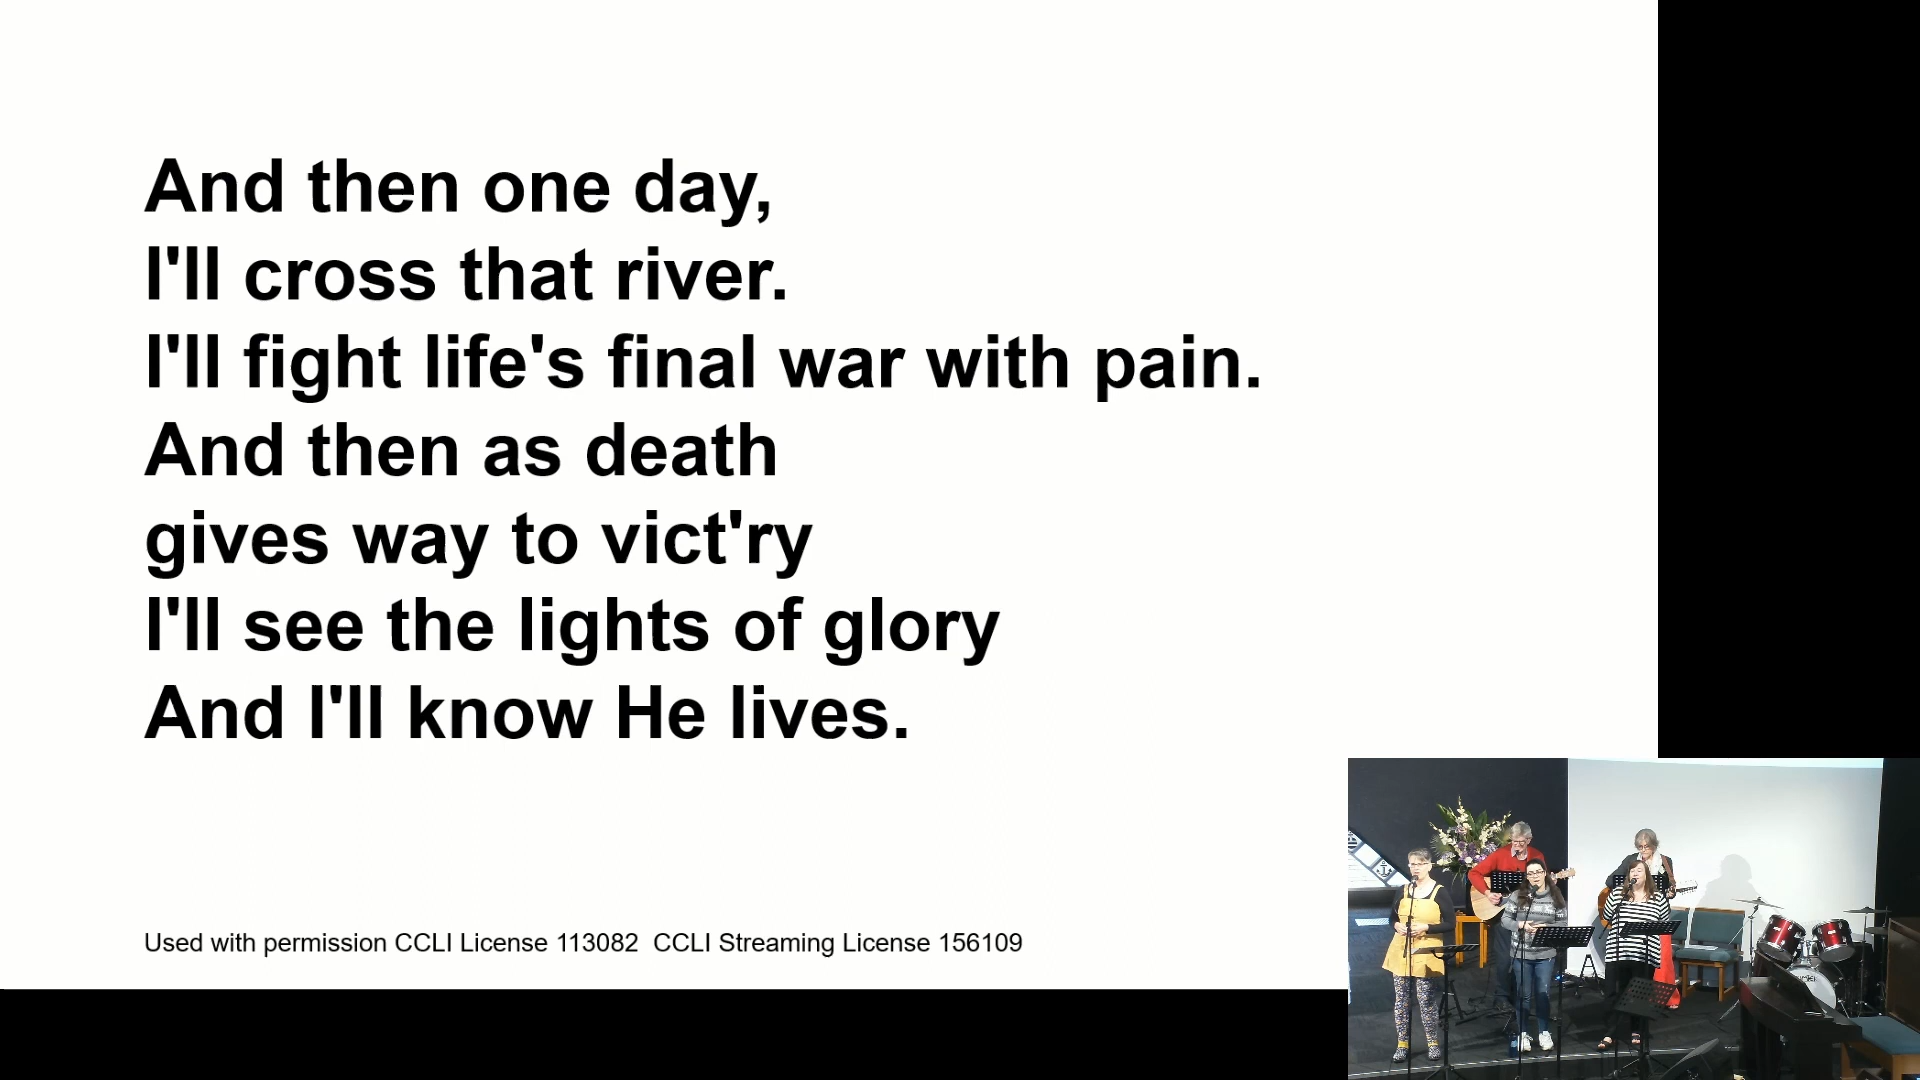 And then one day,
I'll cross that river.
I'll fight life's final war with pain.
And then as death
gives way to vict'ry
I'll see the lights of glory
And I'll know He lives.
Used with permission CCLI License 113082  CCLI Streaming License 156109